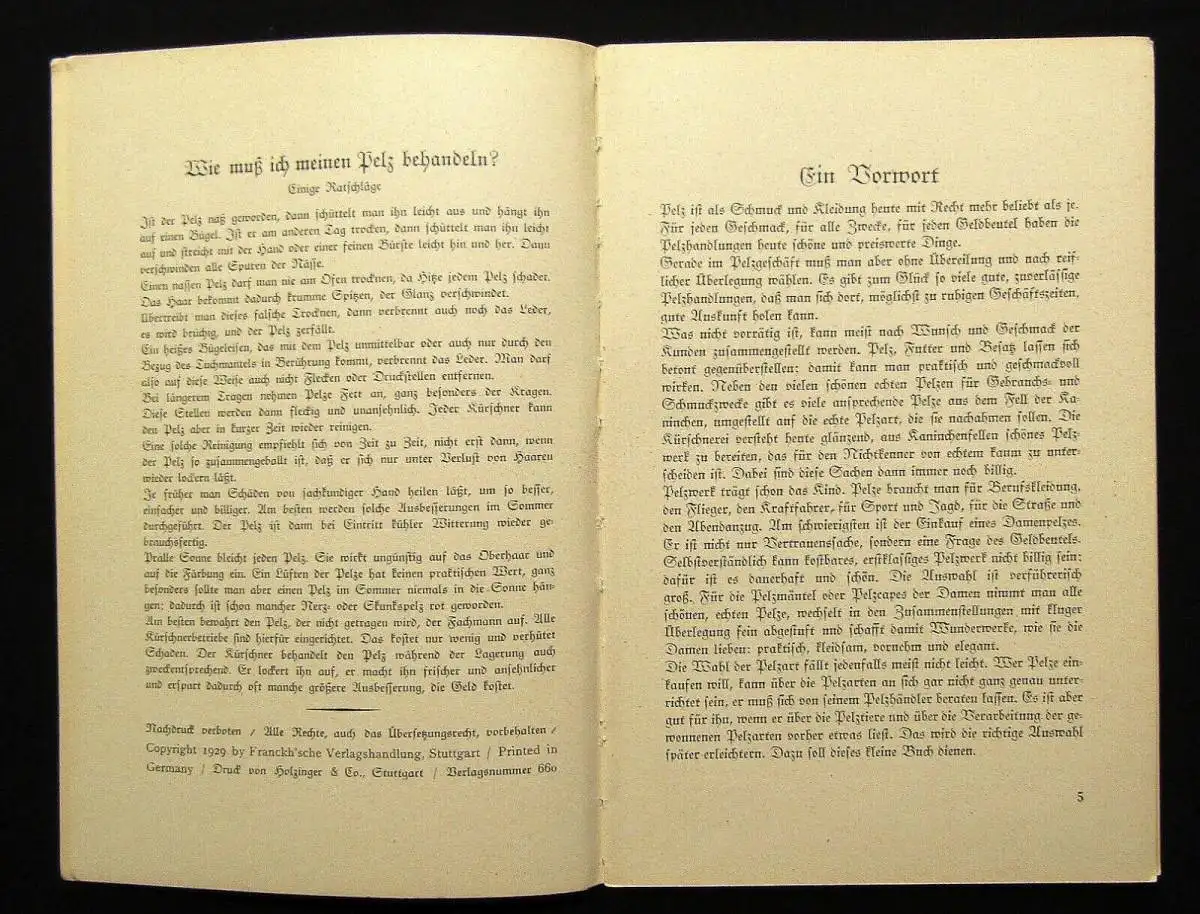 Wie muß ich meinen Pelz behandeln?
Einige Ratschläge
Ist der Pelz naß geworden, dann schüttelt man ihn leicht aus und hängt ihn
auf einen Bügel. Ist er am anderen Tag trocken, dann schüttelt man ihn leicht
auf und streicht mit der Hand oder einer feinen Bürste leicht hin und her. Dann
verschwinden alle Spuren der Nässe.
Einen nassen Pelz darf man nie am Ofen trocknen, da Hitze jedem Pelz schadet.
Das Haar bekommt dadurch krumme Spitzen, der Glanz verschwindet.
Übertreibt man dieses falsche Trocknen, dann verbrennt auch noch das Leder,
es wird brüchig, und der Pelz zerfällt.
Ein heißes Bügeleisen, das mit dem Pelz unmittelbar oder auch nur durch den
Bezug des Tuchmantels in Berührung kommt, verbrennt das Leder. Man darf
also auf diese Weise auch nicht Flecken oder Druckstellen entfernen.
Bei längerem Tragen nehmen Pelze Fett an, ganz besonders der Kragen.
Diese Stellen werden dann fleckig und unansehnlich. Jeder Kürschner kann
den Pelz aber in kurzer Zeit wieder reinigen.
Eine solche Reinigung empfiehlt sich von Zeit zu Zeit, nicht erst dann, wenn
der Pelz so zusammengeballt ist, daß er sich nur unter Verlust von Haaren
wieder lockern läßt.
Je früher man Schäden von sachkundiger Hand heilen läßt, um so besser,
einfacher und billiger. Am besten werden solche Ausbesserungen im Sommer
durchgeführt. Der Pelz ist dann bei Eintritt kühler Witterung wieder ge-
brauchsfertig.
Pralle Sonne bleicht jeden Pelz. Sie wirkt ungünstig auf das Oberhaar und
auf die Färbung ein. Ein Lüften der Pelze hat keinen praktischen Wert, ganz
besonders sollte man aber einen Pelz im Sommer niemals in die Sonne hän-
gen; dadurch ist schon mancher Nerz- oder Skunkspelz rot geworden.
Am besten bewahrt den Pelz, der nicht getragen wird, der Fachmann auf. Alle
Kürschnerbetriebe sind hierfür eingerichtet. Das kostet nur wenig und verhütet
Schaden. Der Kürschner behandelt den Pelz während der Lagerung auch
zweckentsprechend. Er lockert ihn auf, er macht ihn frischer und ansehnlicher
und erspart dadurch oft manche größere Ausbesserung, die Geld kostet.
Nachdruck verboten / Alle Rechte, auch das Übersetzungsrecht, vorbehalten /
Copyright 1929 by Franckh'sche Verlagshandlung, Stuttgart / Printed in
Germany / Druck von Holzinger & Co., Stuttgart / Verlagsnummer 660
Ein Vorwort
Pelz ist als Schmuck und Kleidung heute mit Recht mehr beliebt als je.
Für jeden Geschmack, für alle Zwecke, für jeden Geldbeutel haben die
Pelzhandlungen heute schöne und preiswerte Dinge.
Gerade im Pelzgeschäft muß man aber ohne Übereilung und nach reif-
licher Überlegung wählen. Es gibt zum Glück so viele gute, zuverlässige
Pelzhandlungen, daß man sich dort, möglichst zu ruhigen Geschäftszeiten,
gute Auskunft holen kann.
Was nicht vorrätig ist, kann meist nach Wunsch und Geschmack der
Kunden zusammengestellt werden. Pelz, Futter und Besatz lassen sich
betont gegenüberstellen; damit kann man praktisch und geschmackvoll
wirken. Neben den vielen schönen echten Pelzen für Gebrauchs- und
Schmuckzwecke gibt es viele ansprechende Pelze aus dem Fell der Ka-
ninchen, umgestellt auf die echte Pelzart, die sie nachahmen sollen. Die
Kürschnerei versteht heute glänzend, aus Kaninchenfellen schönes Pelz-
werk zu bereiten, das für den Nichtkenner von echtem kaum zu unter-
scheiden ist. Dabei sind diese Sachen dann immer noch billig.
Pelzwerk trägt schon das Kind. Pelze braucht man für Berufskleidung,
den Flieger, den Kraftfahrer, für Sport und Jagd, für die Straße und
den Abendanzug. Am schwierigsten ist der Einkauf eines Damenpelzes.
Er ist nicht nur Vertrauenssache, sondern eine Frage des Geldbeutels.
Selbstverständlich kann kostbares, erstklassiges Pelzwerk nicht billig sein;
dafür ist es dauerhaft und schön. Die Auswahl ist verführerisch
groß. Für die Pelzmäntel oder Pelzcapes der Damen nimmt man alle
schönen, echten Pelze, wechselt in den Zusammenstellungen mit kluger
Überlegung fein abgestuft und schafft damit Wunderwerke, wie sie die
Damen lieben: praktisch, kleidsam, vornehm und elegant.
Die Wahl der Pelzart fällt jedenfalls meist nicht leicht. Wer Pelze ein-
kaufen will, kann über die Pelzarten an sich gar nicht ganz genau unter-
richtet sein, er muß sich von seinem Pelzhändler beraten lassen. Es ist aber
gut für ihn, wenn er über die Pelztiere und über die Verarbeitung der ge-
wonnenen Pelzarten vorher etwas liest. Das wird die richtige Auswahl
später erleichtern. Dazu soll dieses kleine Buch dienen.
5